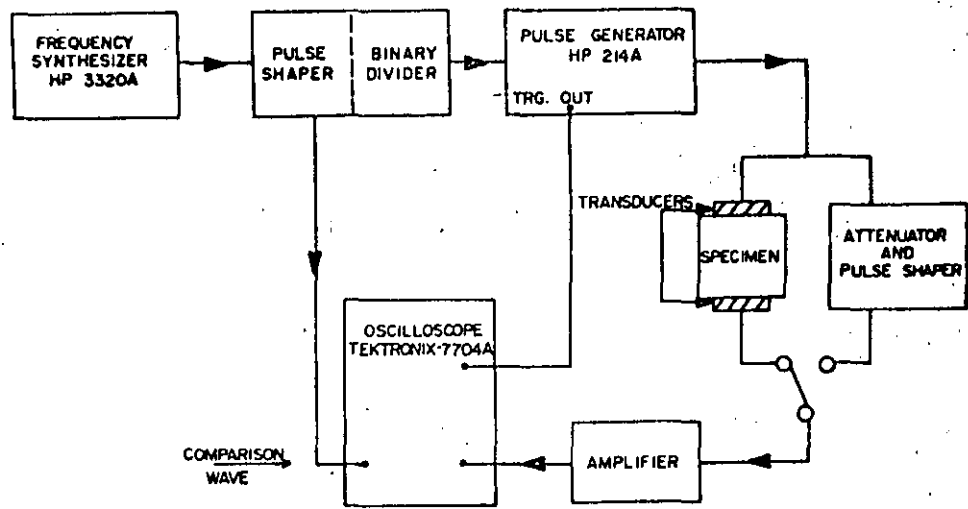 FREQUENCY
SYNTHESIZER
HP 3320A
PULSE
SHAPER
BINARY
DIVIDER
PULSE GENERATOR
HP 214A
TRG. OUT
TRANSDUCERS
SPECIMEN
ATTENUATOR
AND
PULSE SHAPER
OSCILLOSCOPE
TEKTRONIX-7704A
COMPARISON
WAVE
AMPLIFIER